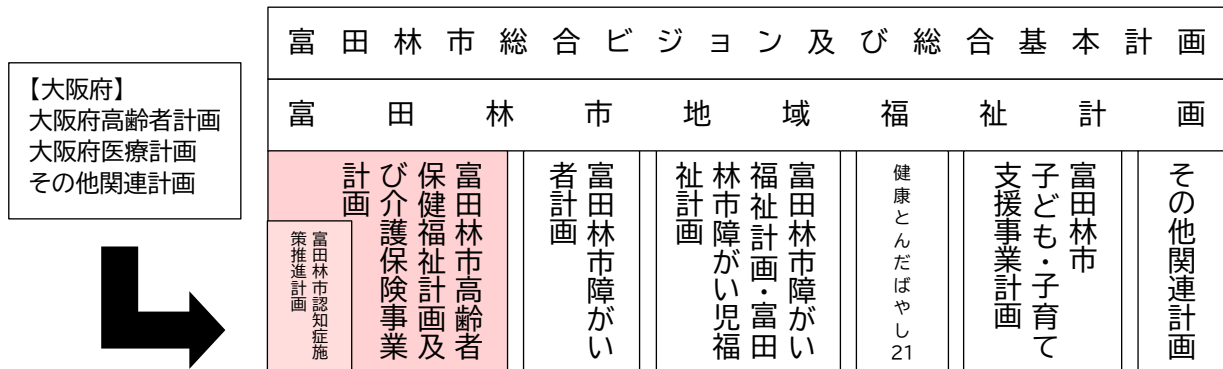 富田林市総合ビジョン及び総合基本計画
富田林市地域福祉計画
【大阪府】
大阪府高齢者計画
大阪府医療計画
その他関連計画
富田林市高齢者
保健福祉計画及
び介護保険事業
計画
富田林市認知症施
策推進計画
富田林市障がい
者計画
富田林市障がい
福祉計画・富田
林市障がい児福
祉計画
健康とんだばやし21
富田林市
子ども・子育て
支援事業計画
その他関連計画